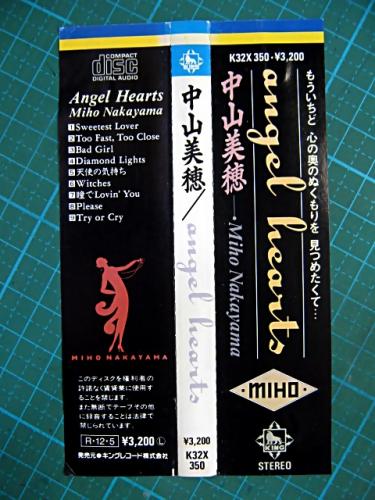 COMPACT
disc
DIGITAL AUDIO
Angel Hearts
Miho Nakayama
1 Sweetest Lover
2 Too Fast, Too Close
3 Bad Girl
4 Diamond Lights
5 天使の気持ち
6 Witches
7 瞳でLovin' You
8 Please
9 Try or Cry
MIHO NAKAYAMA
このディスクを権利者の
許諾なく賃貸業に使用す
ることを禁じます。
また無断でテープその他
に録音することは法律で
禁じられています。
R・12・5 ¥3,200 Ⓛ
発売元●キングレコード株式会社
KING
中山美穂/angel hearts
¥3,200
K32X
350
K32X 350・¥3,200
もういちど 心の奥のぬくもりを 見つめたくて…
angel hearts
中山美穂—・Miho Nakayama
・MIHO・
KING
STEREO